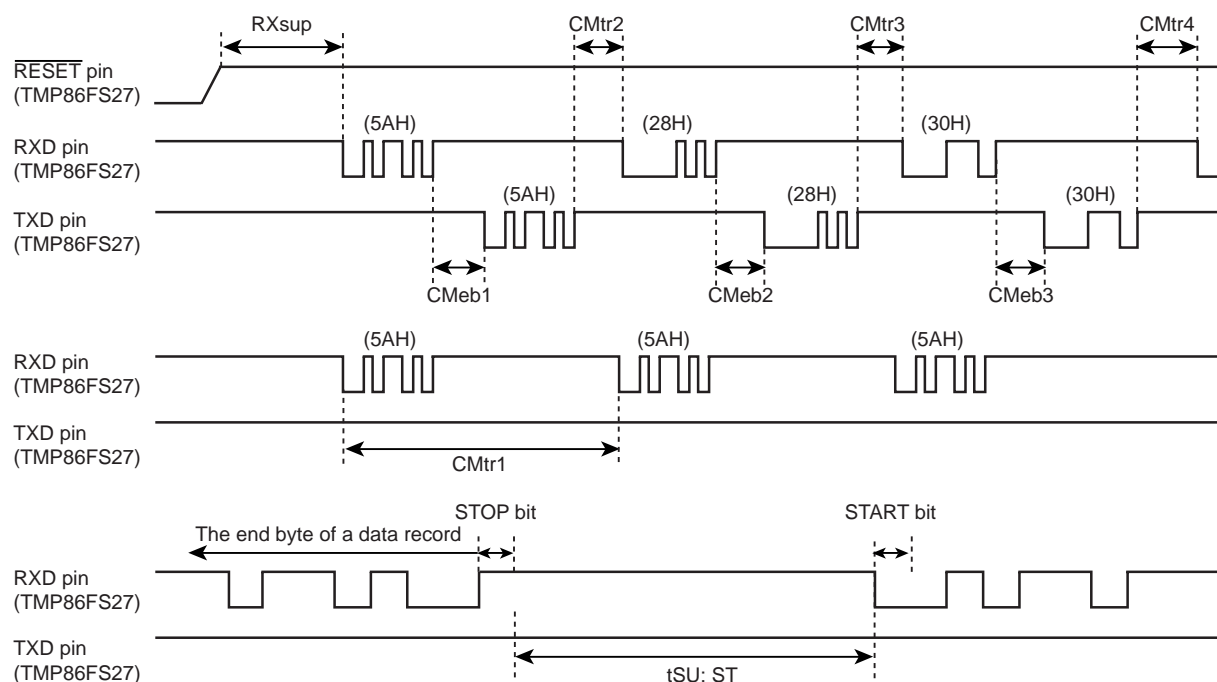 RXsup CMtr2 CMtr3 CMtr4
RESET pin
(TMP86FS27)
(5AH) (28H) (30H)
RXD pin
(TMP86FS27)
(5AH) (28H) (30H)
TXD pin
(TMP86FS27)
CMeb1 CMeb2 CMeb3
(5AH) (5AH) (5AH)
RXD pin
(TMP86FS27)
TXD pin
(TMP86FS27)
CMtr1
STOP bit START bit
The end byte of a data record
RXD pin
(TMP86FS27)
TXD pin
(TMP86FS27)
tSU: ST